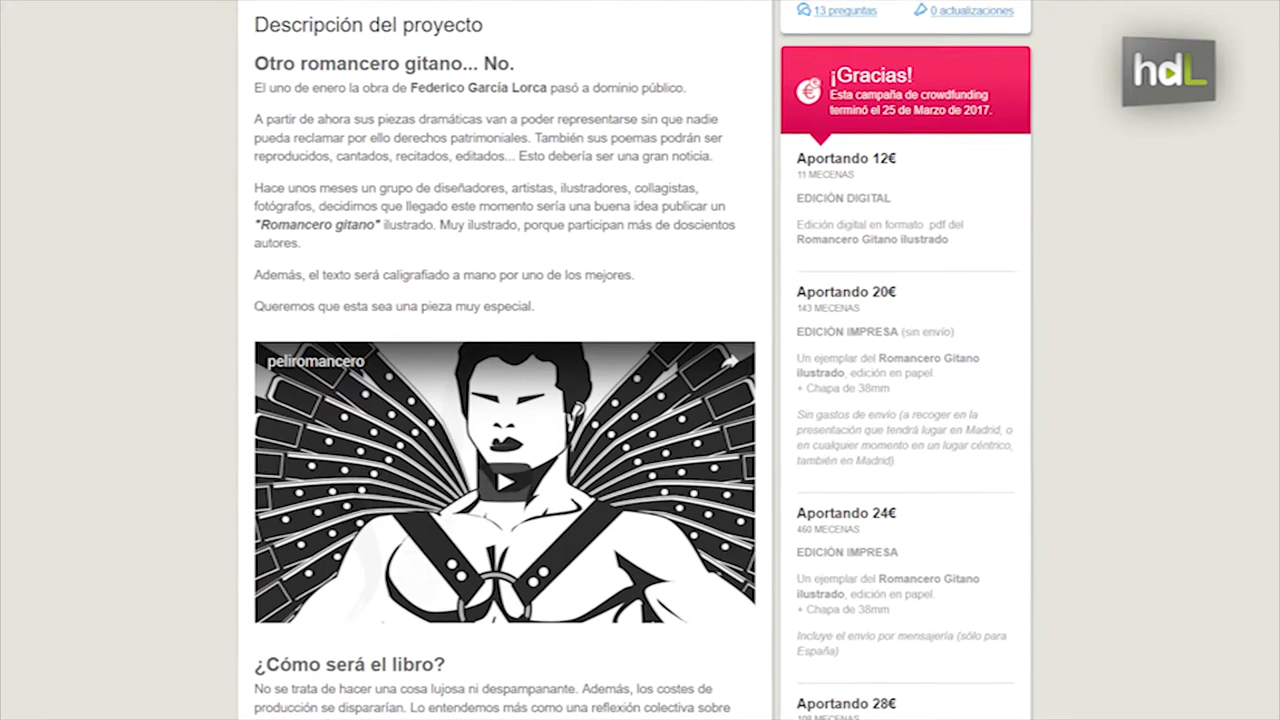 Descripción del proyecto
Otro romancero gitano... No.
El uno de enero la obra de Federico García Lorca pasó a dominio público.
A partir de ahora sus piezas dramáticas van a poder representarse sin que nadie
pueda reclamar por ello derechos patrimoniales. También sus poemas podrán ser
reproducidos, cantados, recitados, editados... Esto debería ser una gran noticia.
Hace unos meses un grupo de diseñadores, artistas, ilustradores, collagistas,
fotógrafos, decidimos que llegado este momento sería una buena idea publicar un
"Romancero gitano" ilustrado. Muy ilustrado, porque participan más de doscientos
autores.
Además, el texto será caligrafiado a mano por uno de los mejores.
Queremos que esta sea una pieza muy especial.
peliromancero
¿Cómo será el libro?
No se trata de hacer una cosa lujosa ni despampanante. Además, los costes de
producción se dispararían. Lo entendemos más como una reflexión colectiva sobre
13 preguntas
0 actualizaciones
¡Gracias!
Esta campaña de crowdfunding
terminó el 25 de Marzo de 2017.
Aportando 12€
11 MECENAS
EDICIÓN DIGITAL
Edición digital en formato .pdf del
Romancero Gitano ilustrado
Aportando 20€
143 MECENAS
EDICIÓN IMPRESA (sin envío)
Un ejemplar del Romancero Gitano
ilustrado, edición en papel.
+ Chapa de 38mm
Sin gastos de envío (a recoger en la
presentación que tendrá lugar en Madrid, o
en cualquier momento en un lugar céntrico,
también en Madrid)
Aportando 24€
460 MECENAS
EDICIÓN IMPRESA
Un ejemplar del Romancero Gitano
ilustrado, edición en papel.
+ Chapa de 38mm
Incluye el envío por mensajería (sólo para
España)
Aportando 28€
hdL